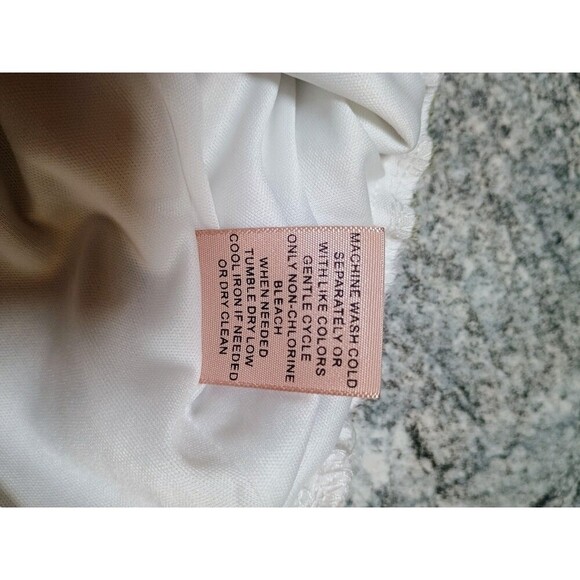 MACHINE WASH COLD
SEPARATELY OR
WITH LIKE COLORS
GENTLE CYCLE
ONLY NON-CHLORINE
BLEACH
WHEN NEEDED
TUMBLE DRY LOW
COOL IRON IF NEEDED
OR DRY CLEAN